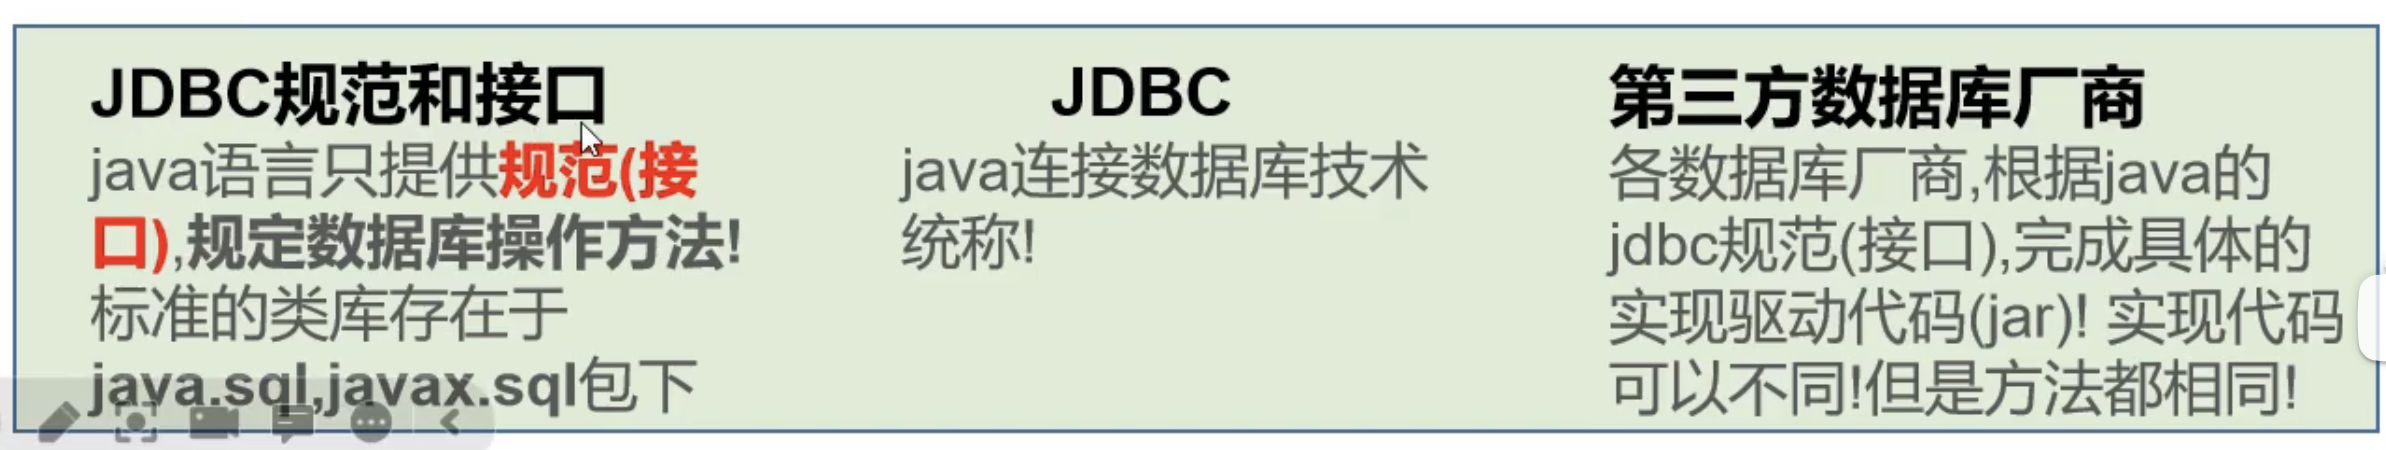 JDBC规范和接口
java语言只提供规范(接
口),规定数据库操作方法!
标准的类库存在于
java.sql,javax.sql包下
JDBC
java连接数据库技术
统称!
第三方数据库厂商
各数据库厂商,根据java的
jdbc规范(接口),完成具体的
实现驱动代码(jar)! 实现代码
可以不同!但是方法都相同!